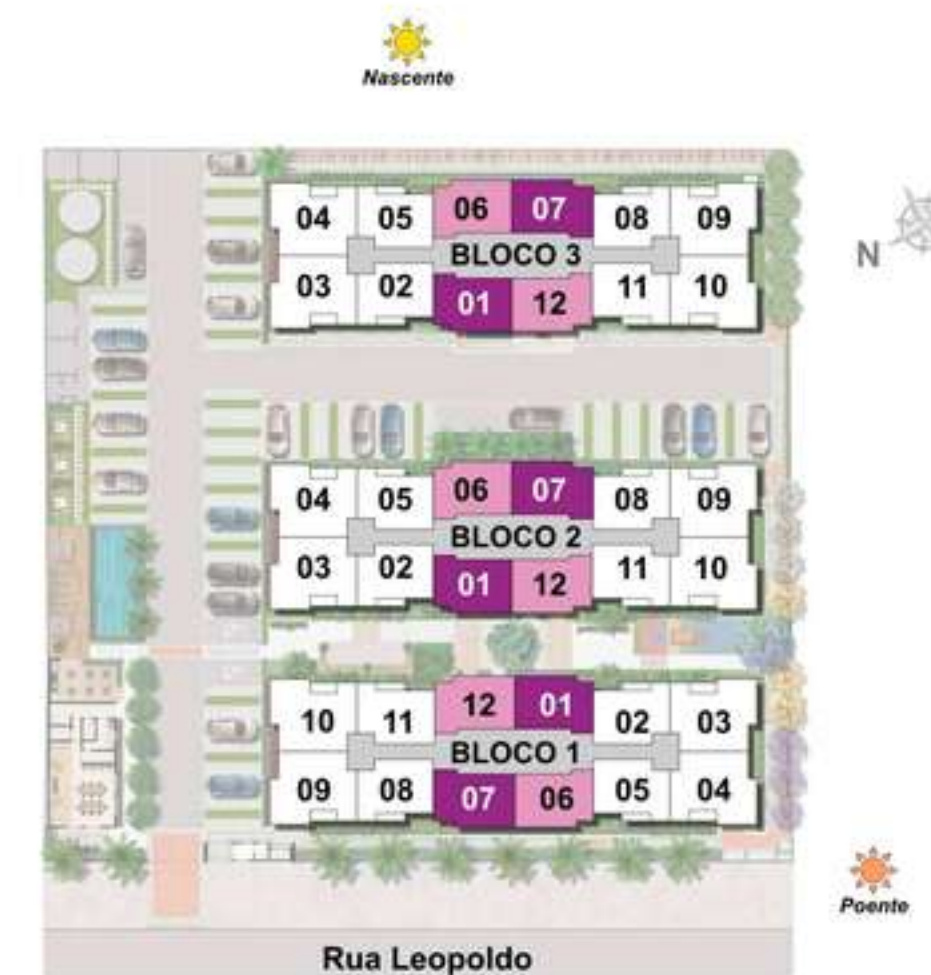 Nascente
04 05 06 07 08 09
BLOCO 3
03 02 01 12 11 10
N
04 05 06 07 08 09
BLOCO 2
03 02 01 12 11 10
10 11 12 01 02 03
BLOCO 1
09 08 07 06 05 04
Poente
Rua Leopoldo